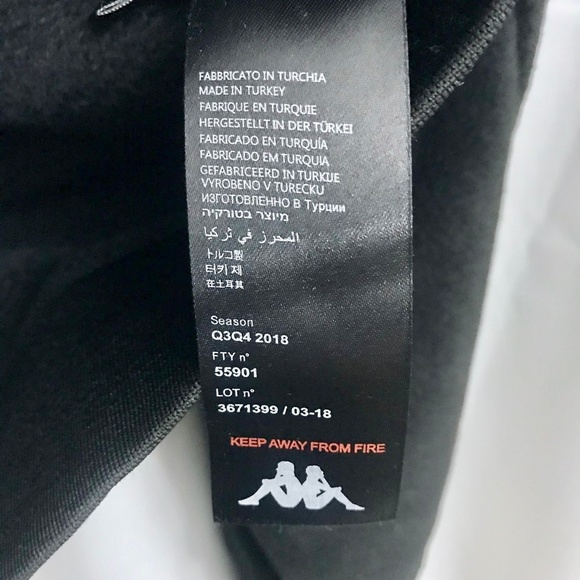 FABBRICATO IN TURCHIA
MADE IN TURKEY
FABRIQUE EN TURQUIE
HERGESTELLT IN DER TÜRKEI
FABRICADO EN TURQUÍA
FABRICADO EM TURQUIA
GEFABRICEERD IN TURKIJE
VYROBENO V TURECKU
ИЗГОТОВЛЕННО В Турции
מיוצר בטורקיה
المحرز في تركيا
トルコ製
터키 제
在土耳其
Season
Q3Q4 2018
FTY n°
55901
LOT n°
3671399 / 03-18
KEEP AWAY FROM FIRE